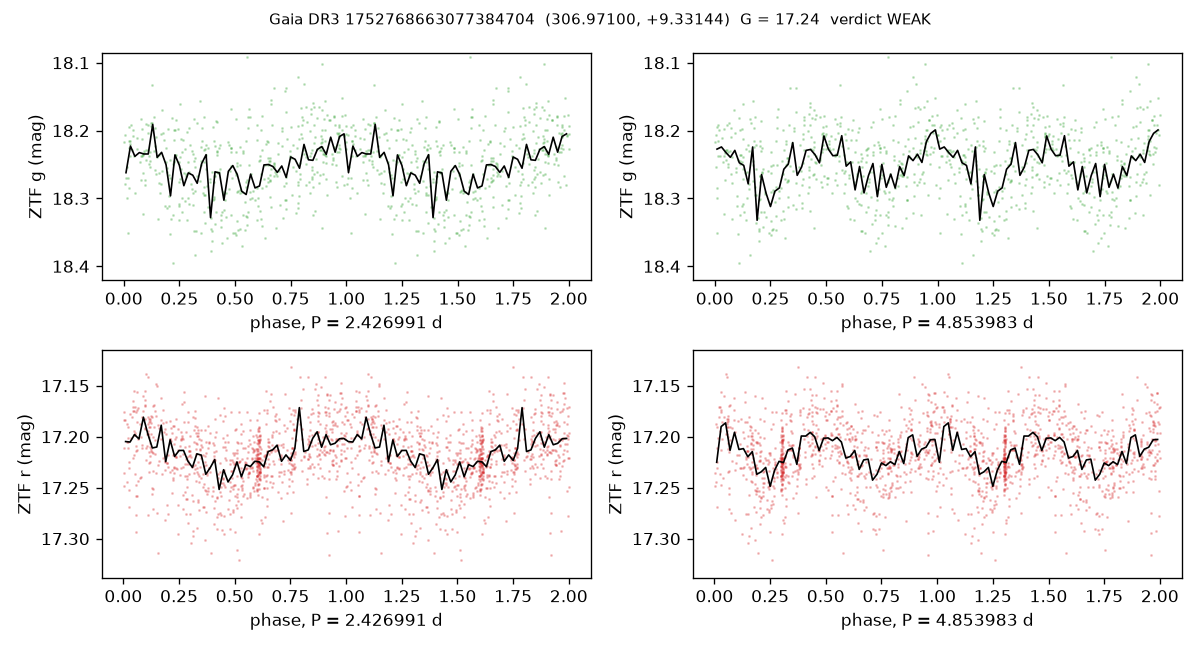 Gaia DR3 1752768663077384704  (306.97100, +9.33144)  G = 17.24  verdict WEAK
18.1
18.2
18.3
18.4
ZTF g (mag)
0.00 0.25 0.50 0.75 1.00 1.25 1.50 1.75 2.00
phase, P = 2.426991 d
18.1
18.2
18.3
18.4
ZTF g (mag)
0.00 0.25 0.50 0.75 1.00 1.25 1.50 1.75 2.00
phase, P = 4.853983 d
17.15
17.20
17.25
17.30
ZTF r (mag)
0.00 0.25 0.50 0.75 1.00 1.25 1.50 1.75 2.00
phase, P = 2.426991 d
17.15
17.20
17.25
17.30
ZTF r (mag)
0.00 0.25 0.50 0.75 1.00 1.25 1.50 1.75 2.00
phase, P = 4.853983 d